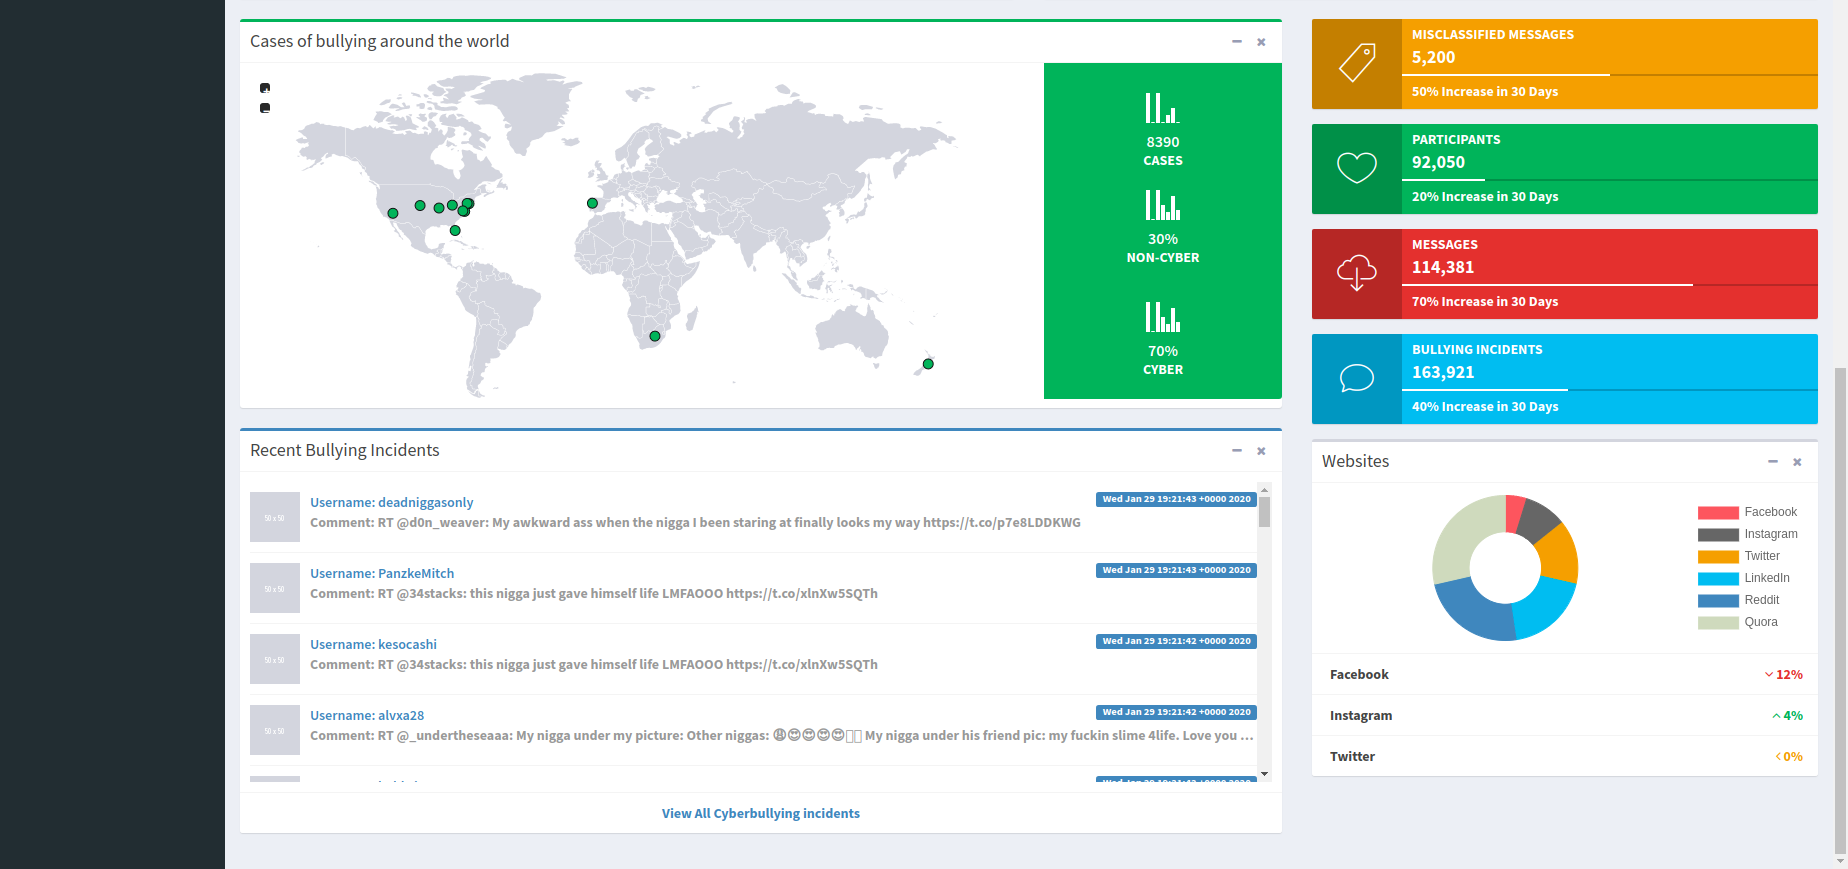 Cases of bullying around the world
8390
CASES
30%
NON-CYBER
70%
CYBER
MISCLASSIFIED MESSAGES
5,200
50% Increase in 30 Days
PARTICIPANTS
92,050
20% Increase in 30 Days
MESSAGES
114,381
70% Increase in 30 Days
BULLYING INCIDENTS
163,921
40% Increase in 30 Days
Recent Bullying Incidents
50 x 50
Username: deadniggasonly
Wed Jan 29 19:21:43 +0000 2020
Comment: RT @d0n_weaver: My awkward ass when the nigga I been staring at finally looks my way https://t.co/p7e8LDDKWG
50 x 50
Username: PanzkeMitch
Wed Jan 29 19:21:43 +0000 2020
Comment: RT @34stacks: this nigga just gave himself life LMFAOOO https://t.co/xlnXw5SQTh
50 x 50
Username: kesocashi
Wed Jan 29 19:21:42 +0000 2020
Comment: RT @34stacks: this nigga just gave himself life LMFAOOO https://t.co/xlnXw5SQTh
50 x 50
Username: alvxa28
Wed Jan 29 19:21:42 +0000 2020
Comment: RT @_undertheseaaa: My nigga under my picture: Other niggas: 😩😍😍😍😍 My nigga under his friend pic: my fuckin slime 4life. Love you ...
View All Cyberbullying incidents
Websites
Facebook
Instagram
Twitter
LinkedIn
Reddit
Quora
Facebook 12%
Instagram 4%
Twitter 0%